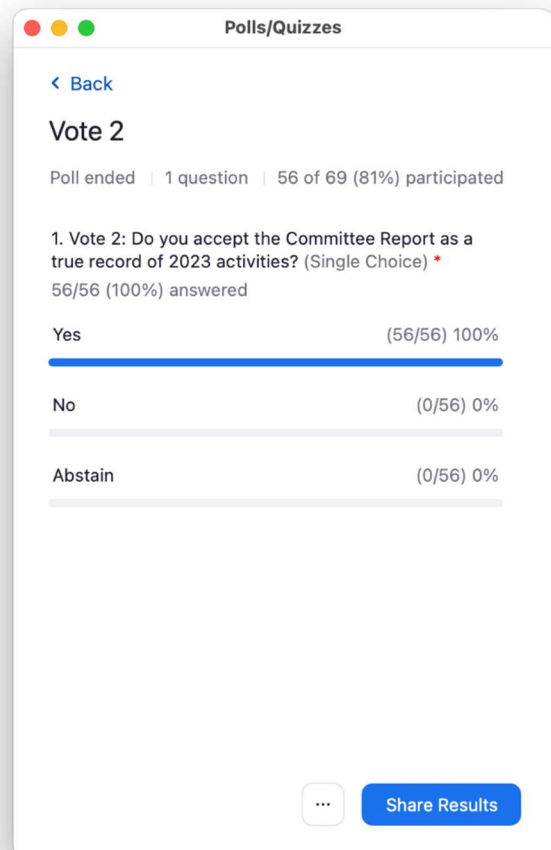 Polls/Quizzes
< Back
Vote 2
Poll ended | 1 question | 56 of 69 (81%) participated
1. Vote 2: Do you accept the Committee Report as a
true record of 2023 activities? (Single Choice) *
56/56 (100%) answered
Yes (56/56) 100%
No (0/56) 0%
Abstain (0/56) 0%
... Share Results